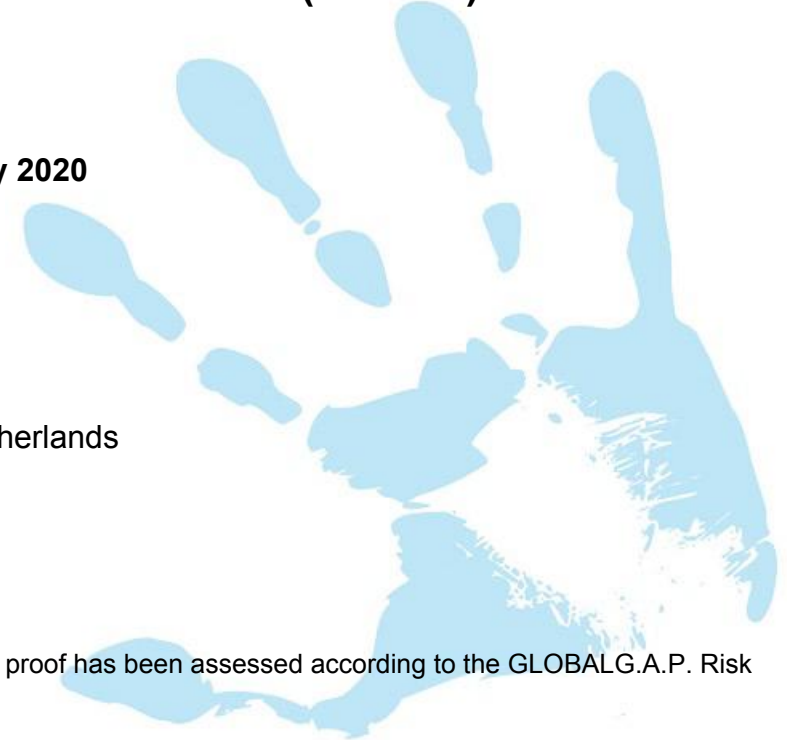 y 2020
herlands
proof has been assessed according to the GLOBALG.A.P. Risk